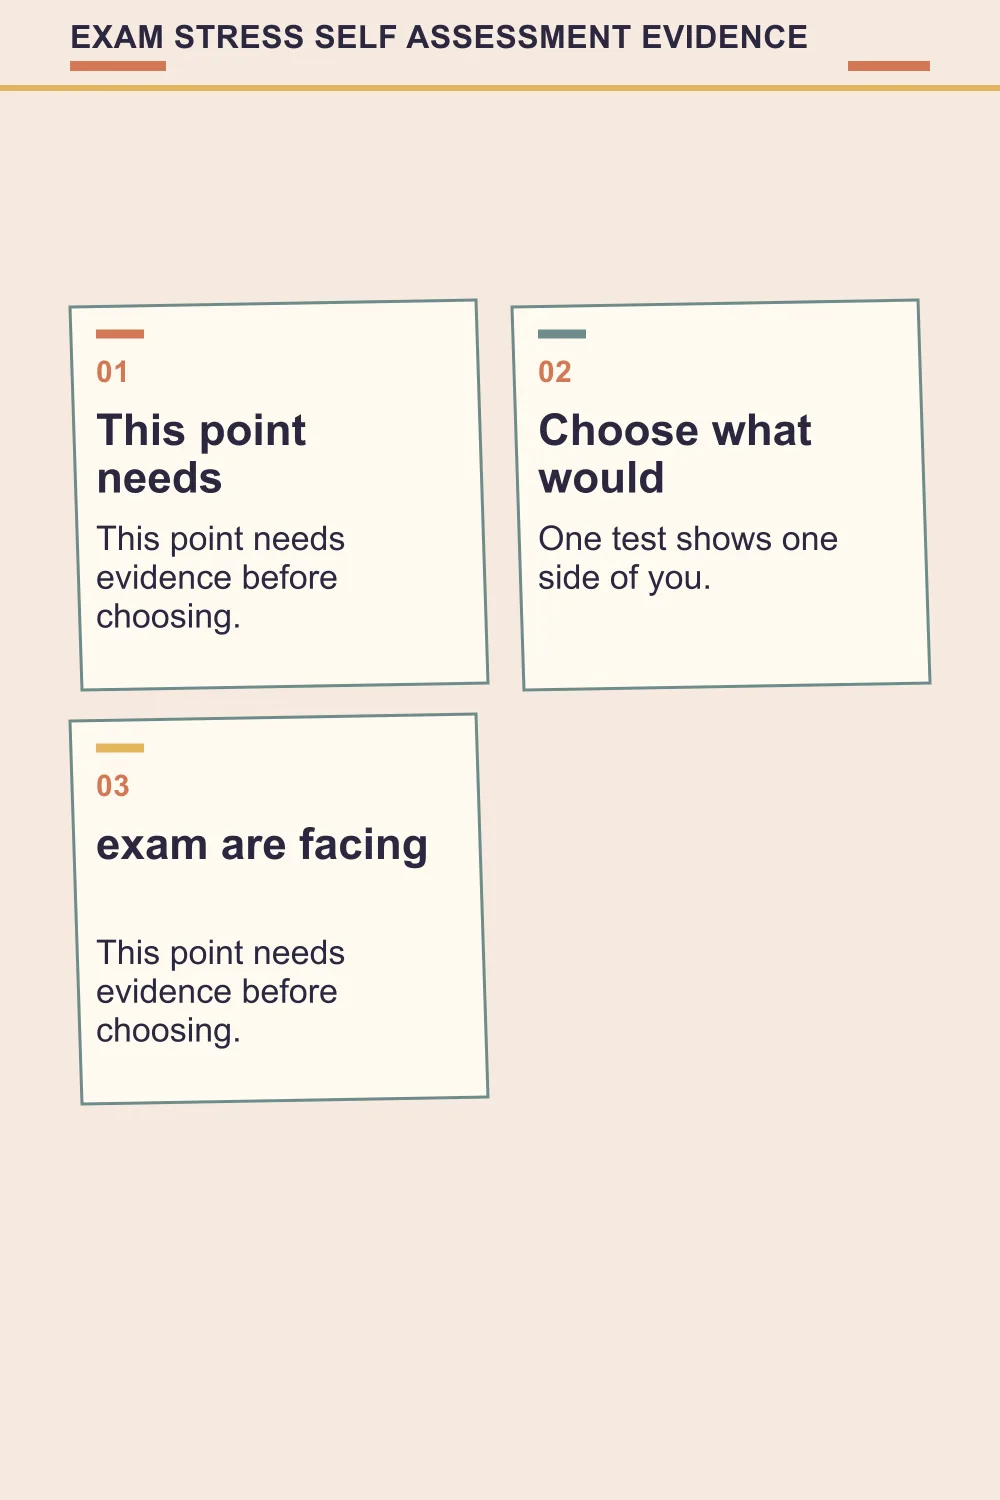 EXAM STRESS SELF ASSESSMENT EVIDENCE
01
This point
needs
This point needs
evidence before
choosing.
02
Choose what
would
One test shows one
side of you.
03
exam are facing
This point needs
evidence before
choosing.